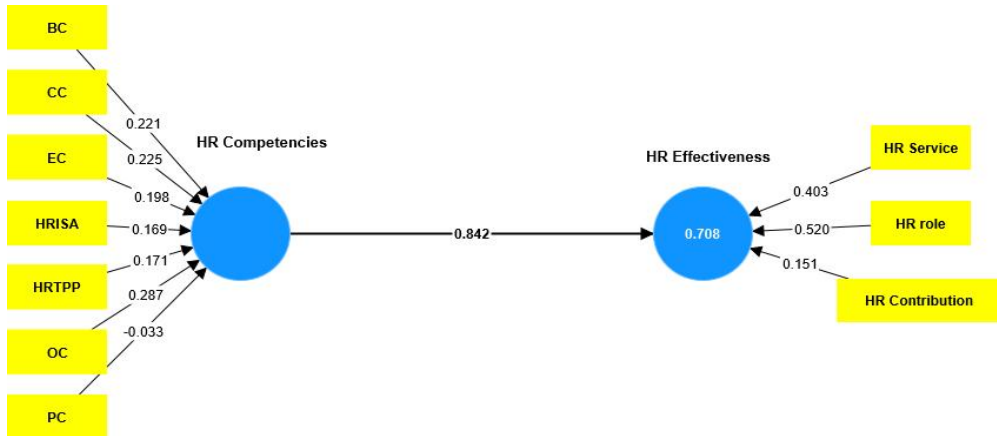 BC
CC
EC
HRISA
HRTPP
OC
PC
0.221
0.225
0.198
0.169
0.171
0.287
-0.033
HR Competencies
0.842
HR Effectiveness
0.708
0.403
0.520
0.151
HR Service
HR role
HR Contribution